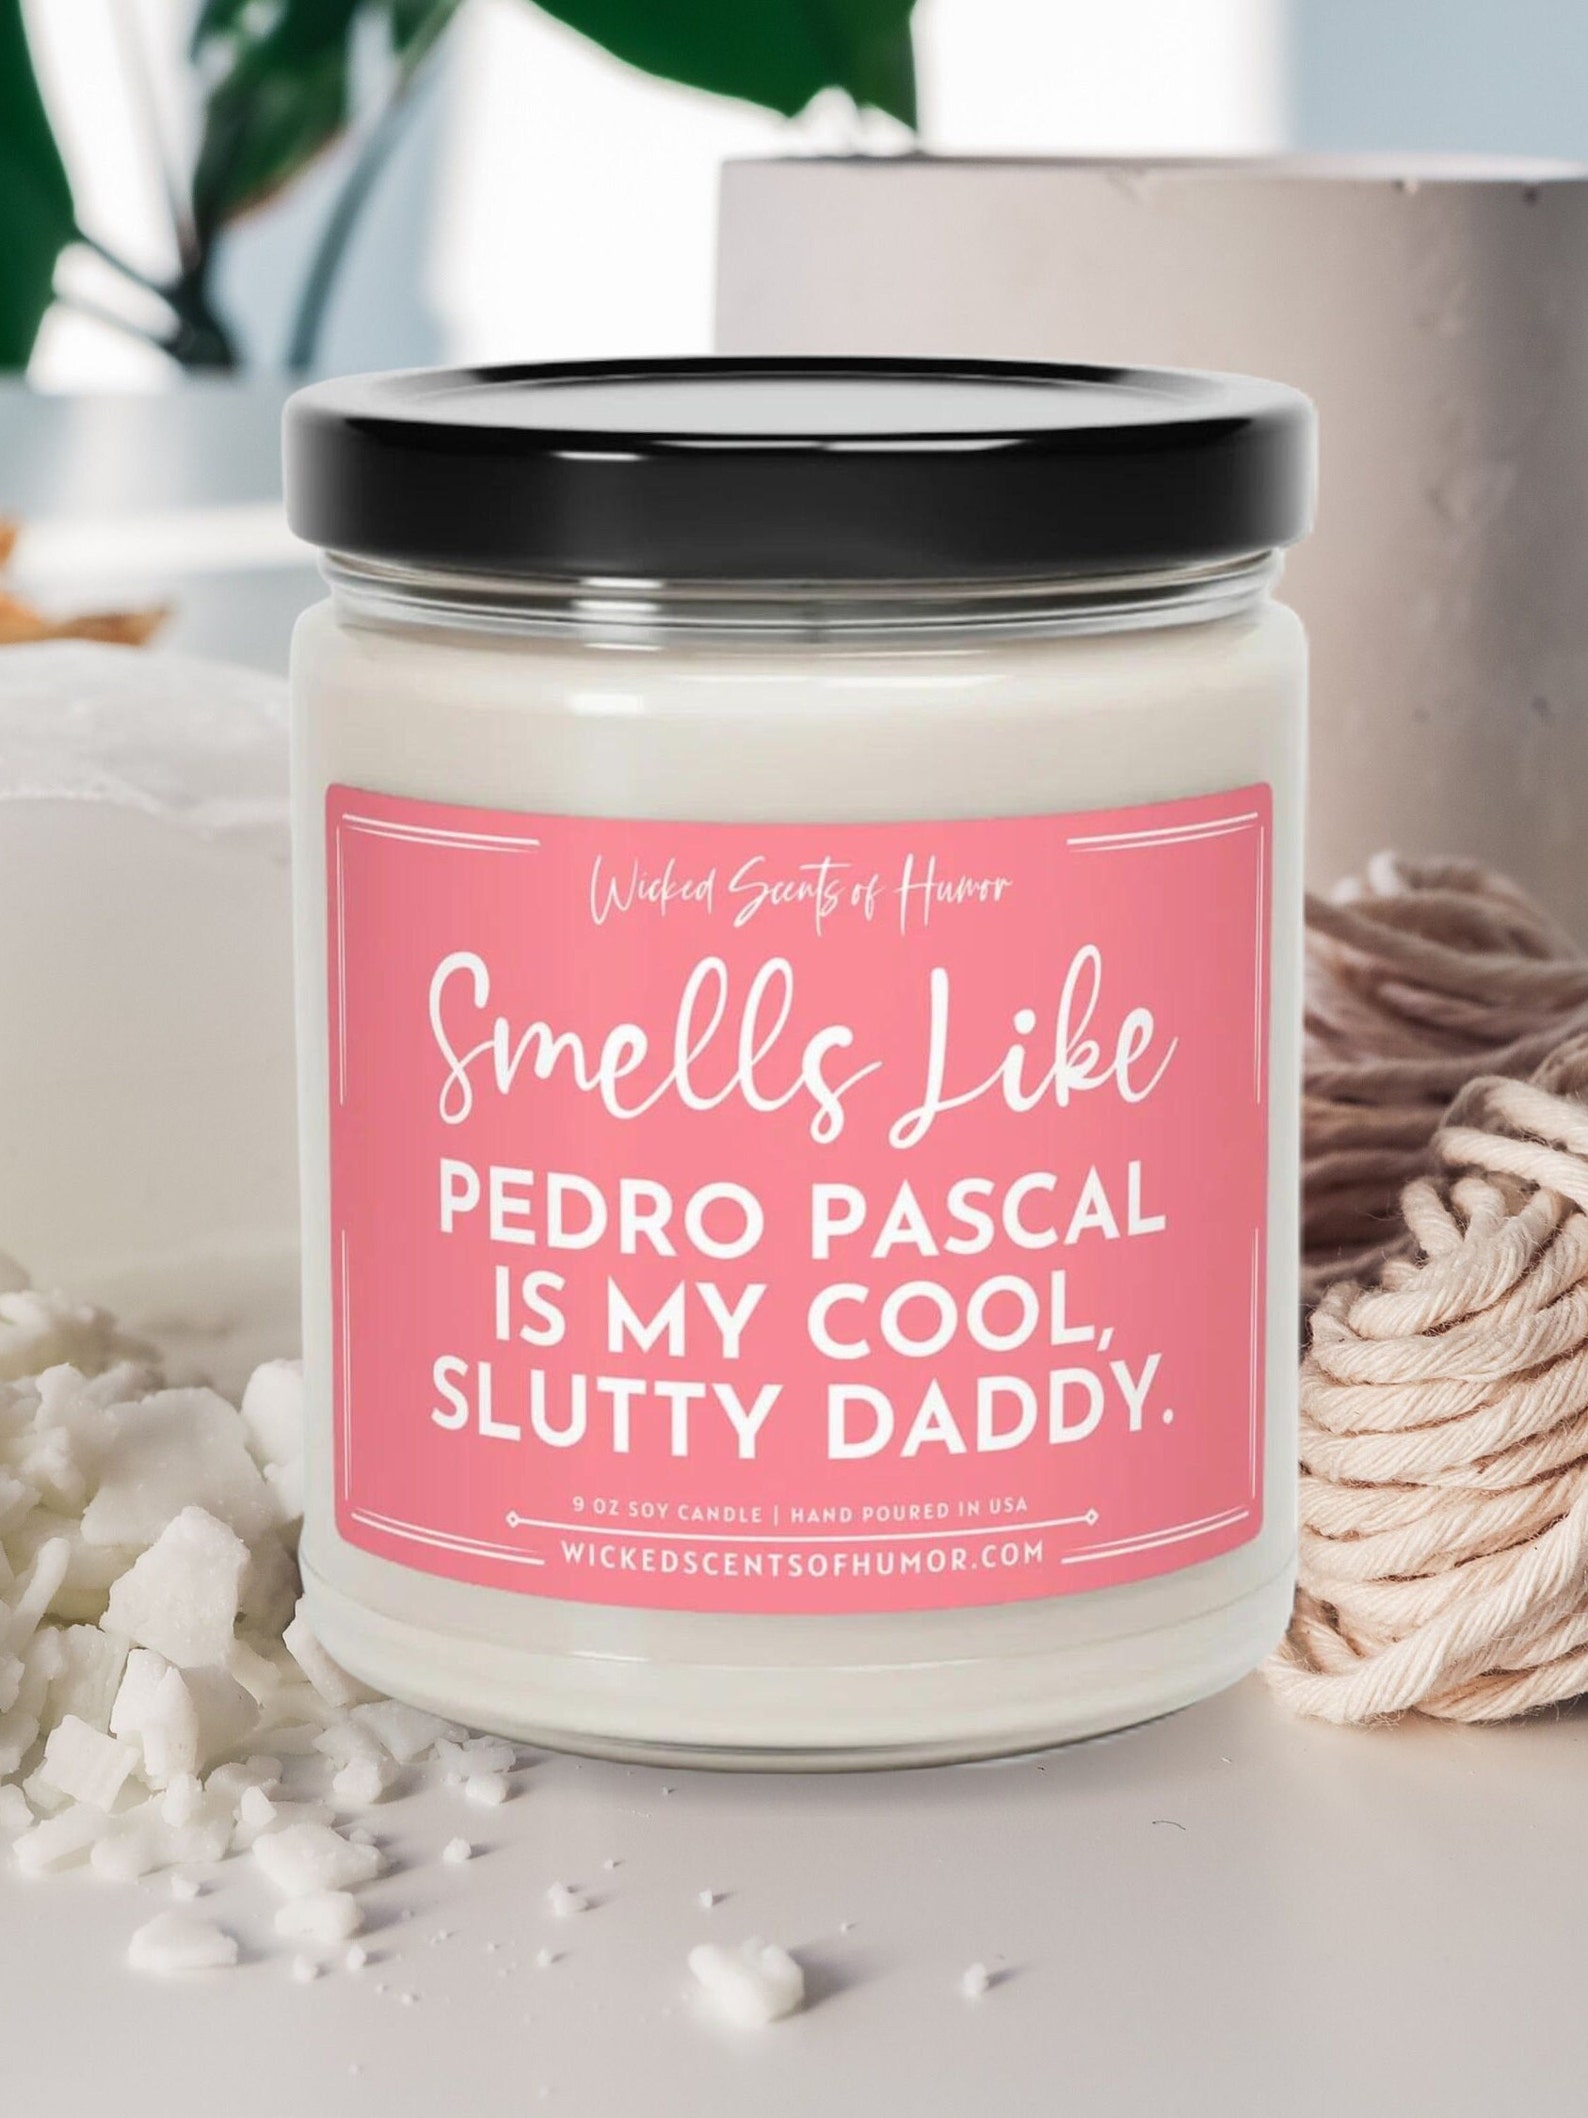 Wicked Scents of Humor
Smells Like
PEDRO PASCAL
IS MY COOL,
SLUTTY DADDY.
9 OZ SOY CANDLE | HAND POURED IN USA
WICKEDSCENTSOFHUMOR.COM